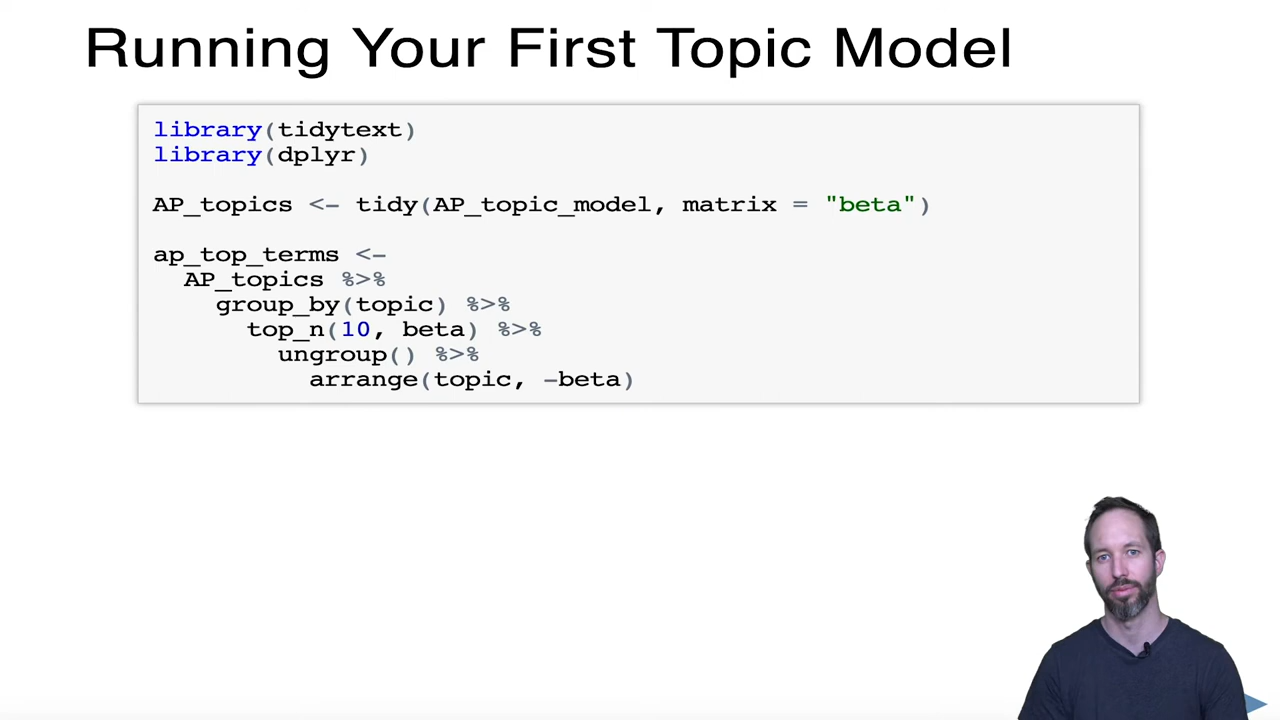 Running Your First Topic Model
library(tidytext)
library(dplyr)
AP_topics <- tidy(AP_topic_model, matrix = "beta")
ap_top_terms <-
AP_topics %>%
group_by(topic) %>%
top_n(10, beta) %>%
ungroup() %>%
arrange(topic, -beta)